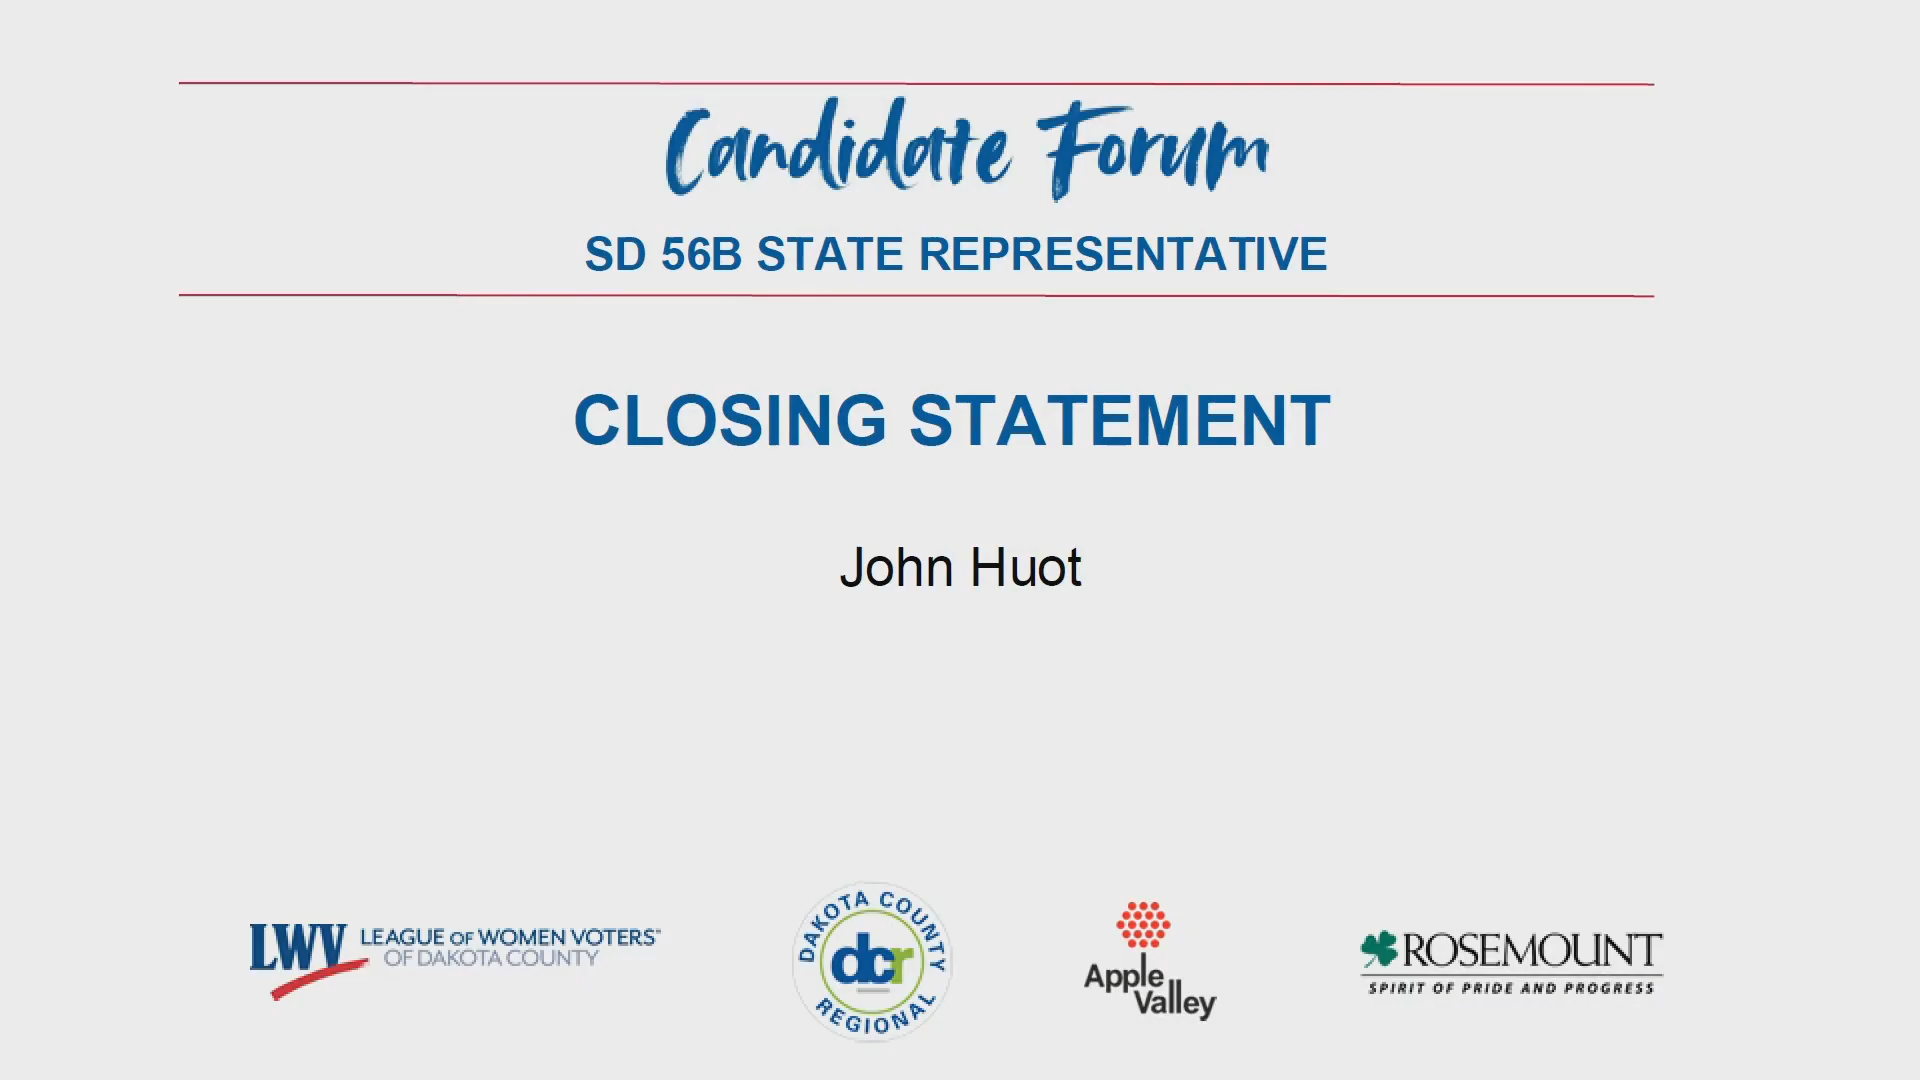 Candidate Forum
SD 56B STATE REPRESENTATIVE
CLOSING STATEMENT
John Huot
LWV LEAGUE OF WOMEN VOTERS®
OF DAKOTA COUNTY
DAKOTA COUNTY
dcr
REGIONAL
Apple
Valley
ROSEMOUNT
SPIRIT OF PRIDE AND PROGRESS